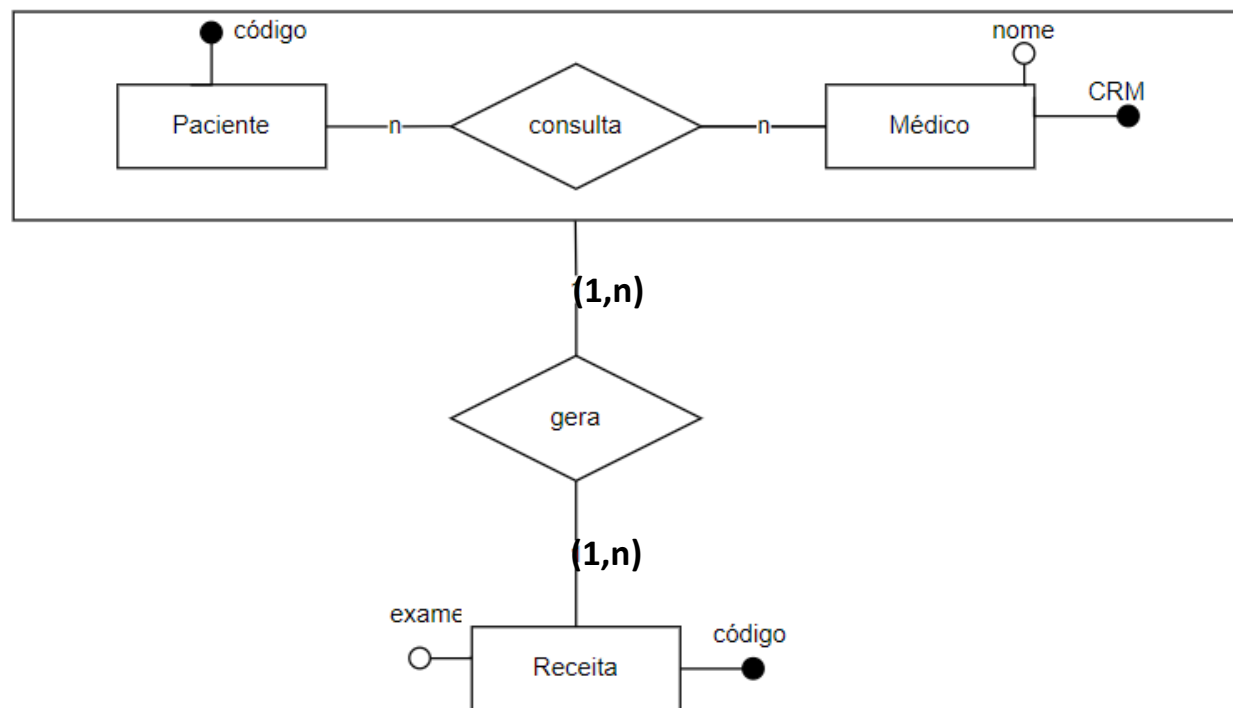 código
nome
CRM
Paciente
n
consulta
n
Médico
(1,n)
gera
(1,n)
exame
código
Receita